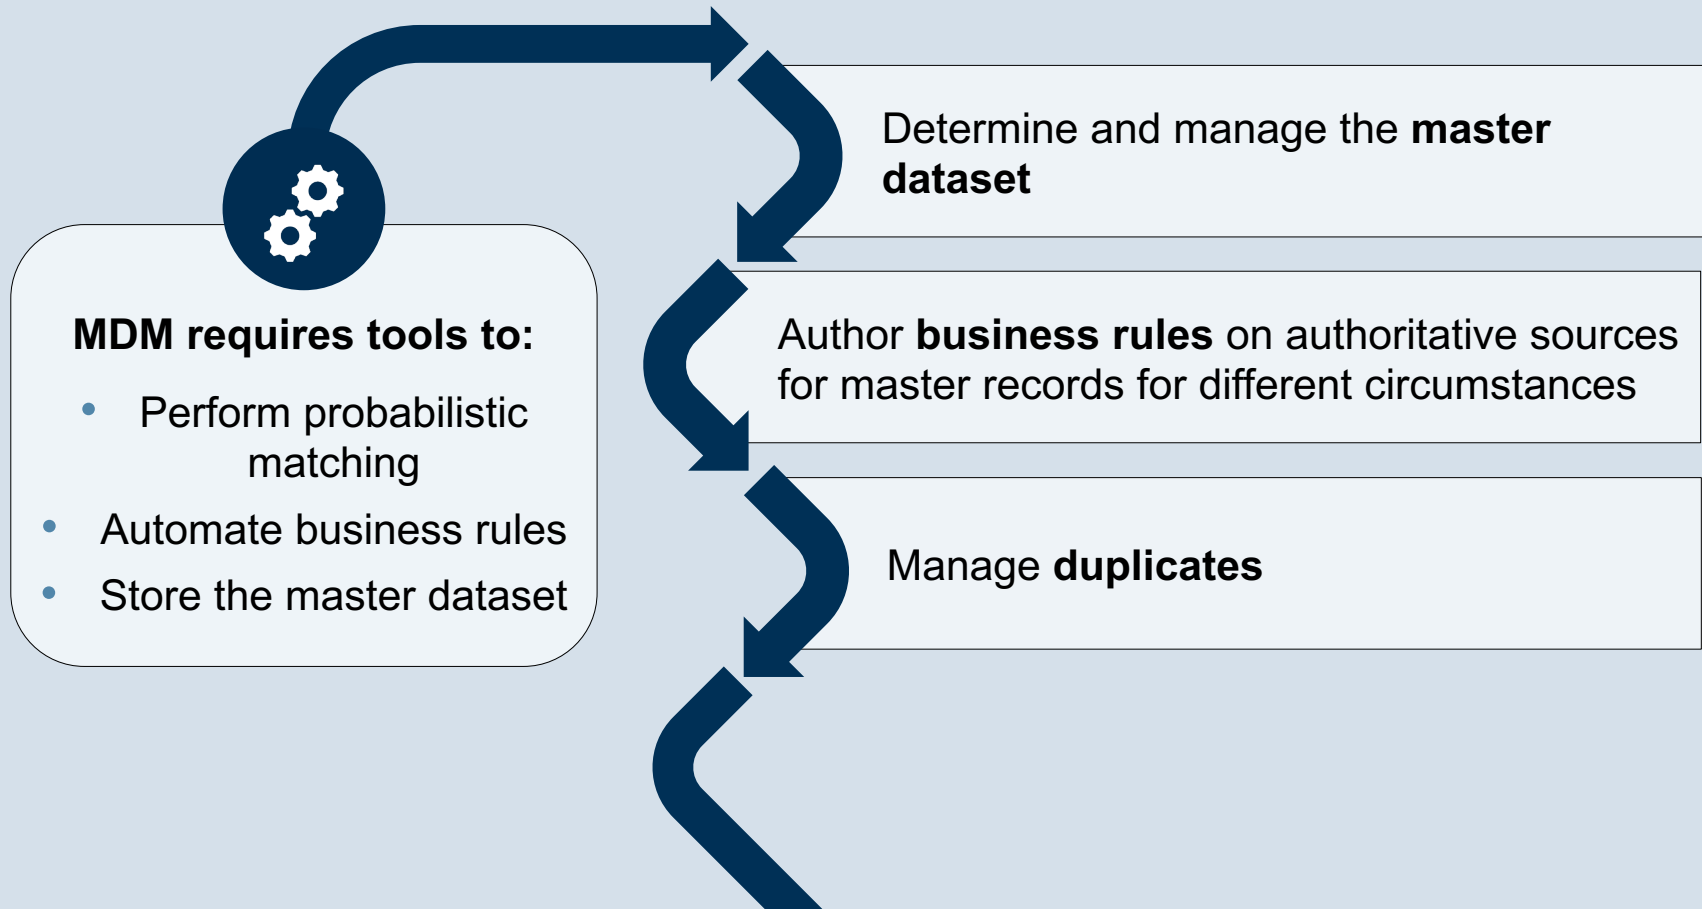 MDM requires tools to:
• Perform probabilistic
matching
• Automate business rules
• Store the master dataset
Determine and manage the master
dataset
Author business rules on authoritative sources
for master records for different circumstances
Manage duplicates